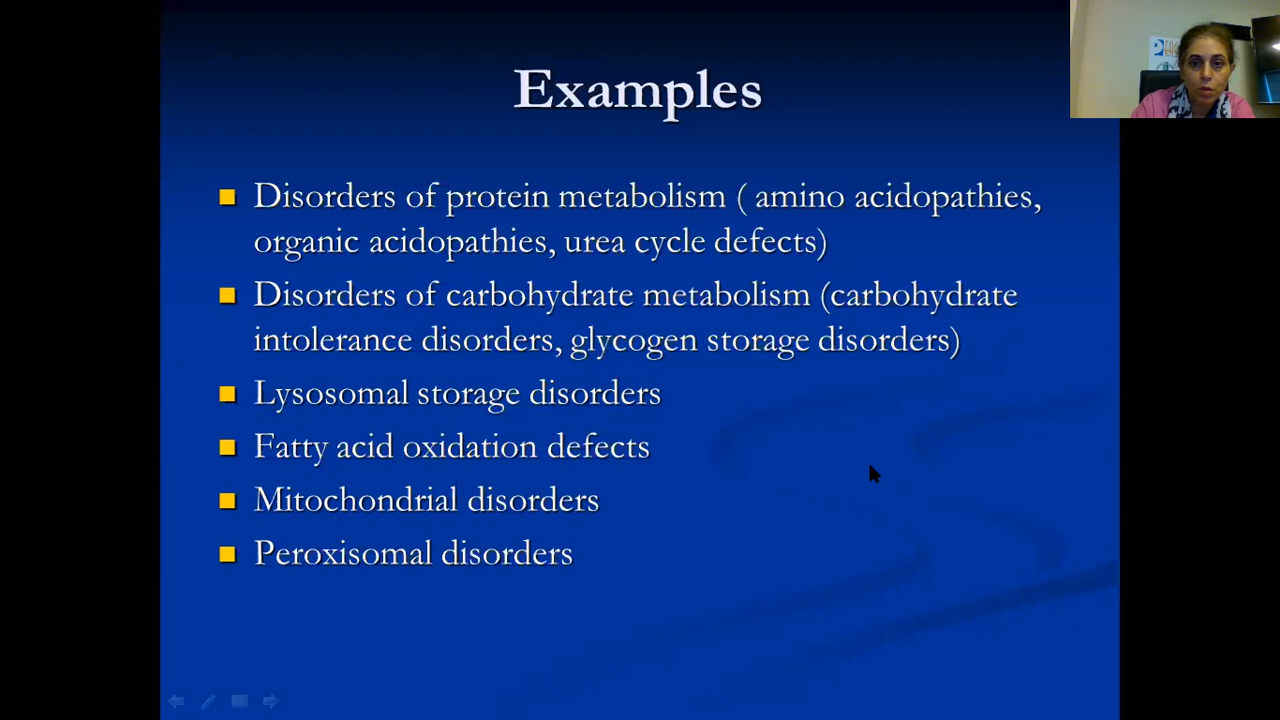 Examples
Disorders of protein metabolism ( amino acidopathies,
organic acidopathies, urea cycle defects)
Disorders of carbohydrate metabolism (carbohydrate
intolerance disorders, glycogen storage disorders)
Lysosomal storage disorders
Fatty acid oxidation defects
Mitochondrial disorders
Peroxisomal disorders